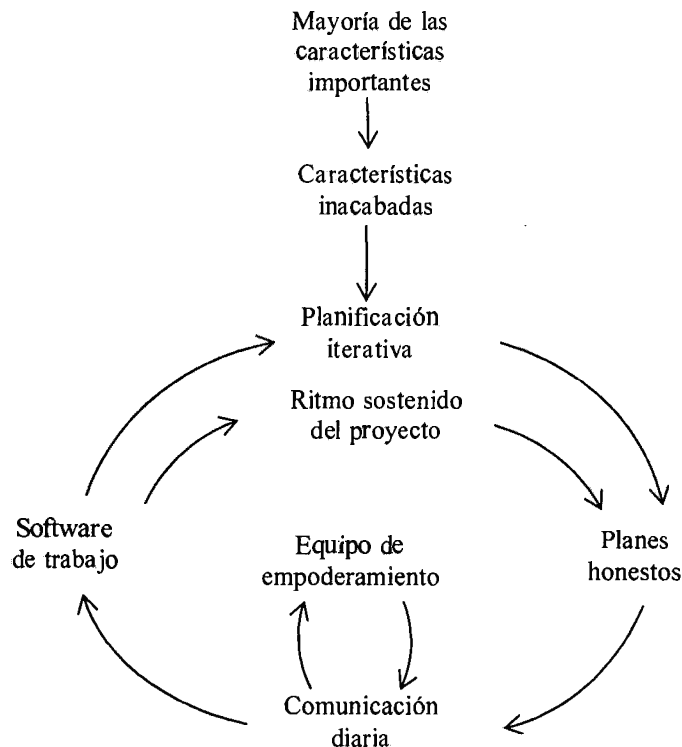 Mayoría de las
características
importantes
Características
inacabadas
Planificación
iterativa
Ritmo sostenido
del proyecto
Software
de trabajo
Equipo de
empoderamiento
Planes
honestos
Comunicación
diaria